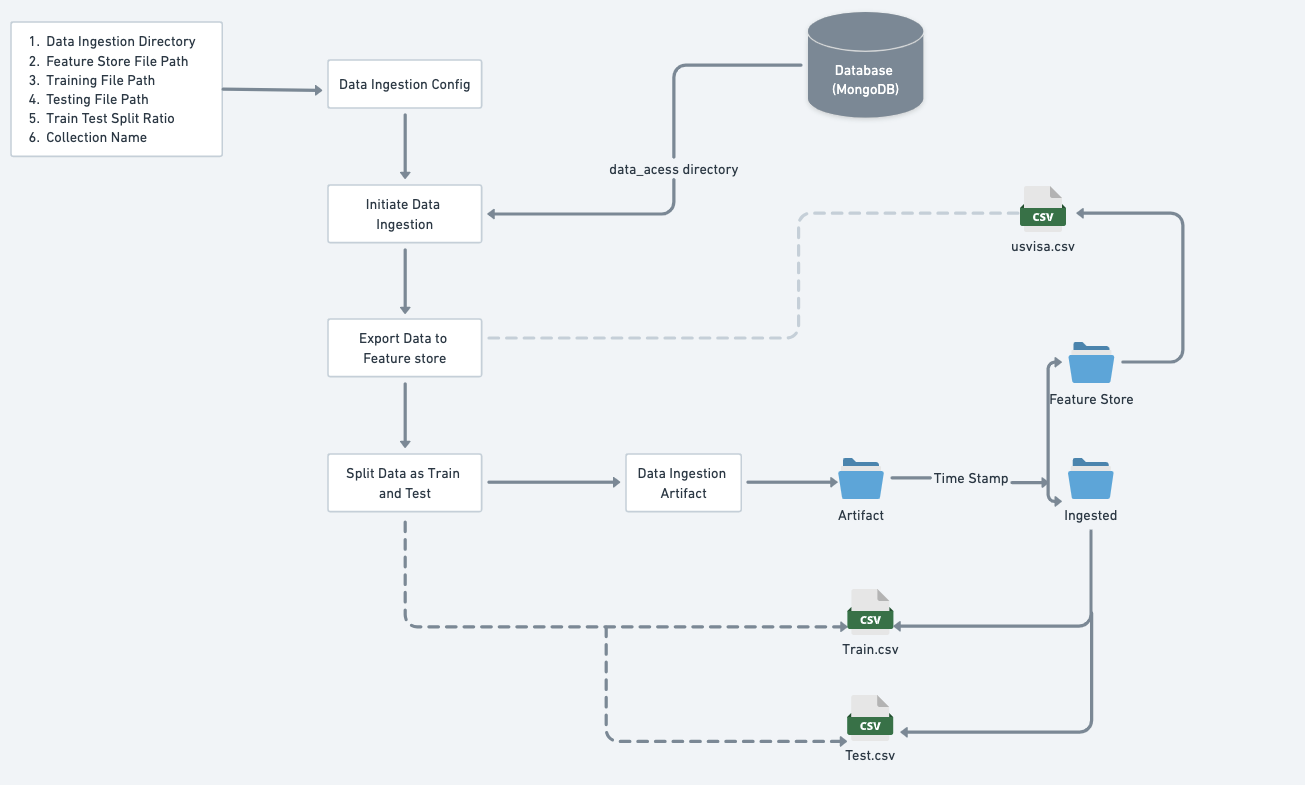 1. Data Ingestion Directory
2. Feature Store File Path
3. Training File Path
4. Testing File Path
5. Train Test Split Ratio
6. Collection Name
Data Ingestion Config
Database
(MongoDB)
data_acess directory
Initiate Data
Ingestion
CSV
usvisa.csv
Export Data to
Feature store
Feature Store
Split Data as Train
and Test
Data Ingestion
Artifact
Artifact
Time Stamp
Ingested
CSV
Train.csv
CSV
Test.csv